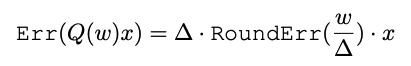 Err(Q(w)x) = Δ · RoundErr(w/Δ) · x